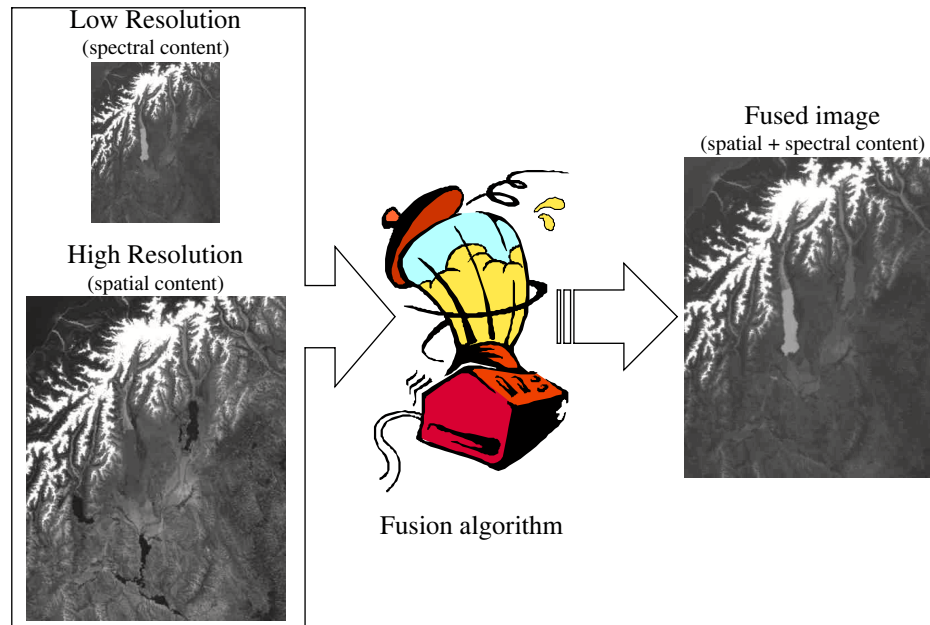 Low Resolution
(spectral content)
High Resolution
(spatial content)
Fusion algorithm
Fused image
(spatial + spectral content)